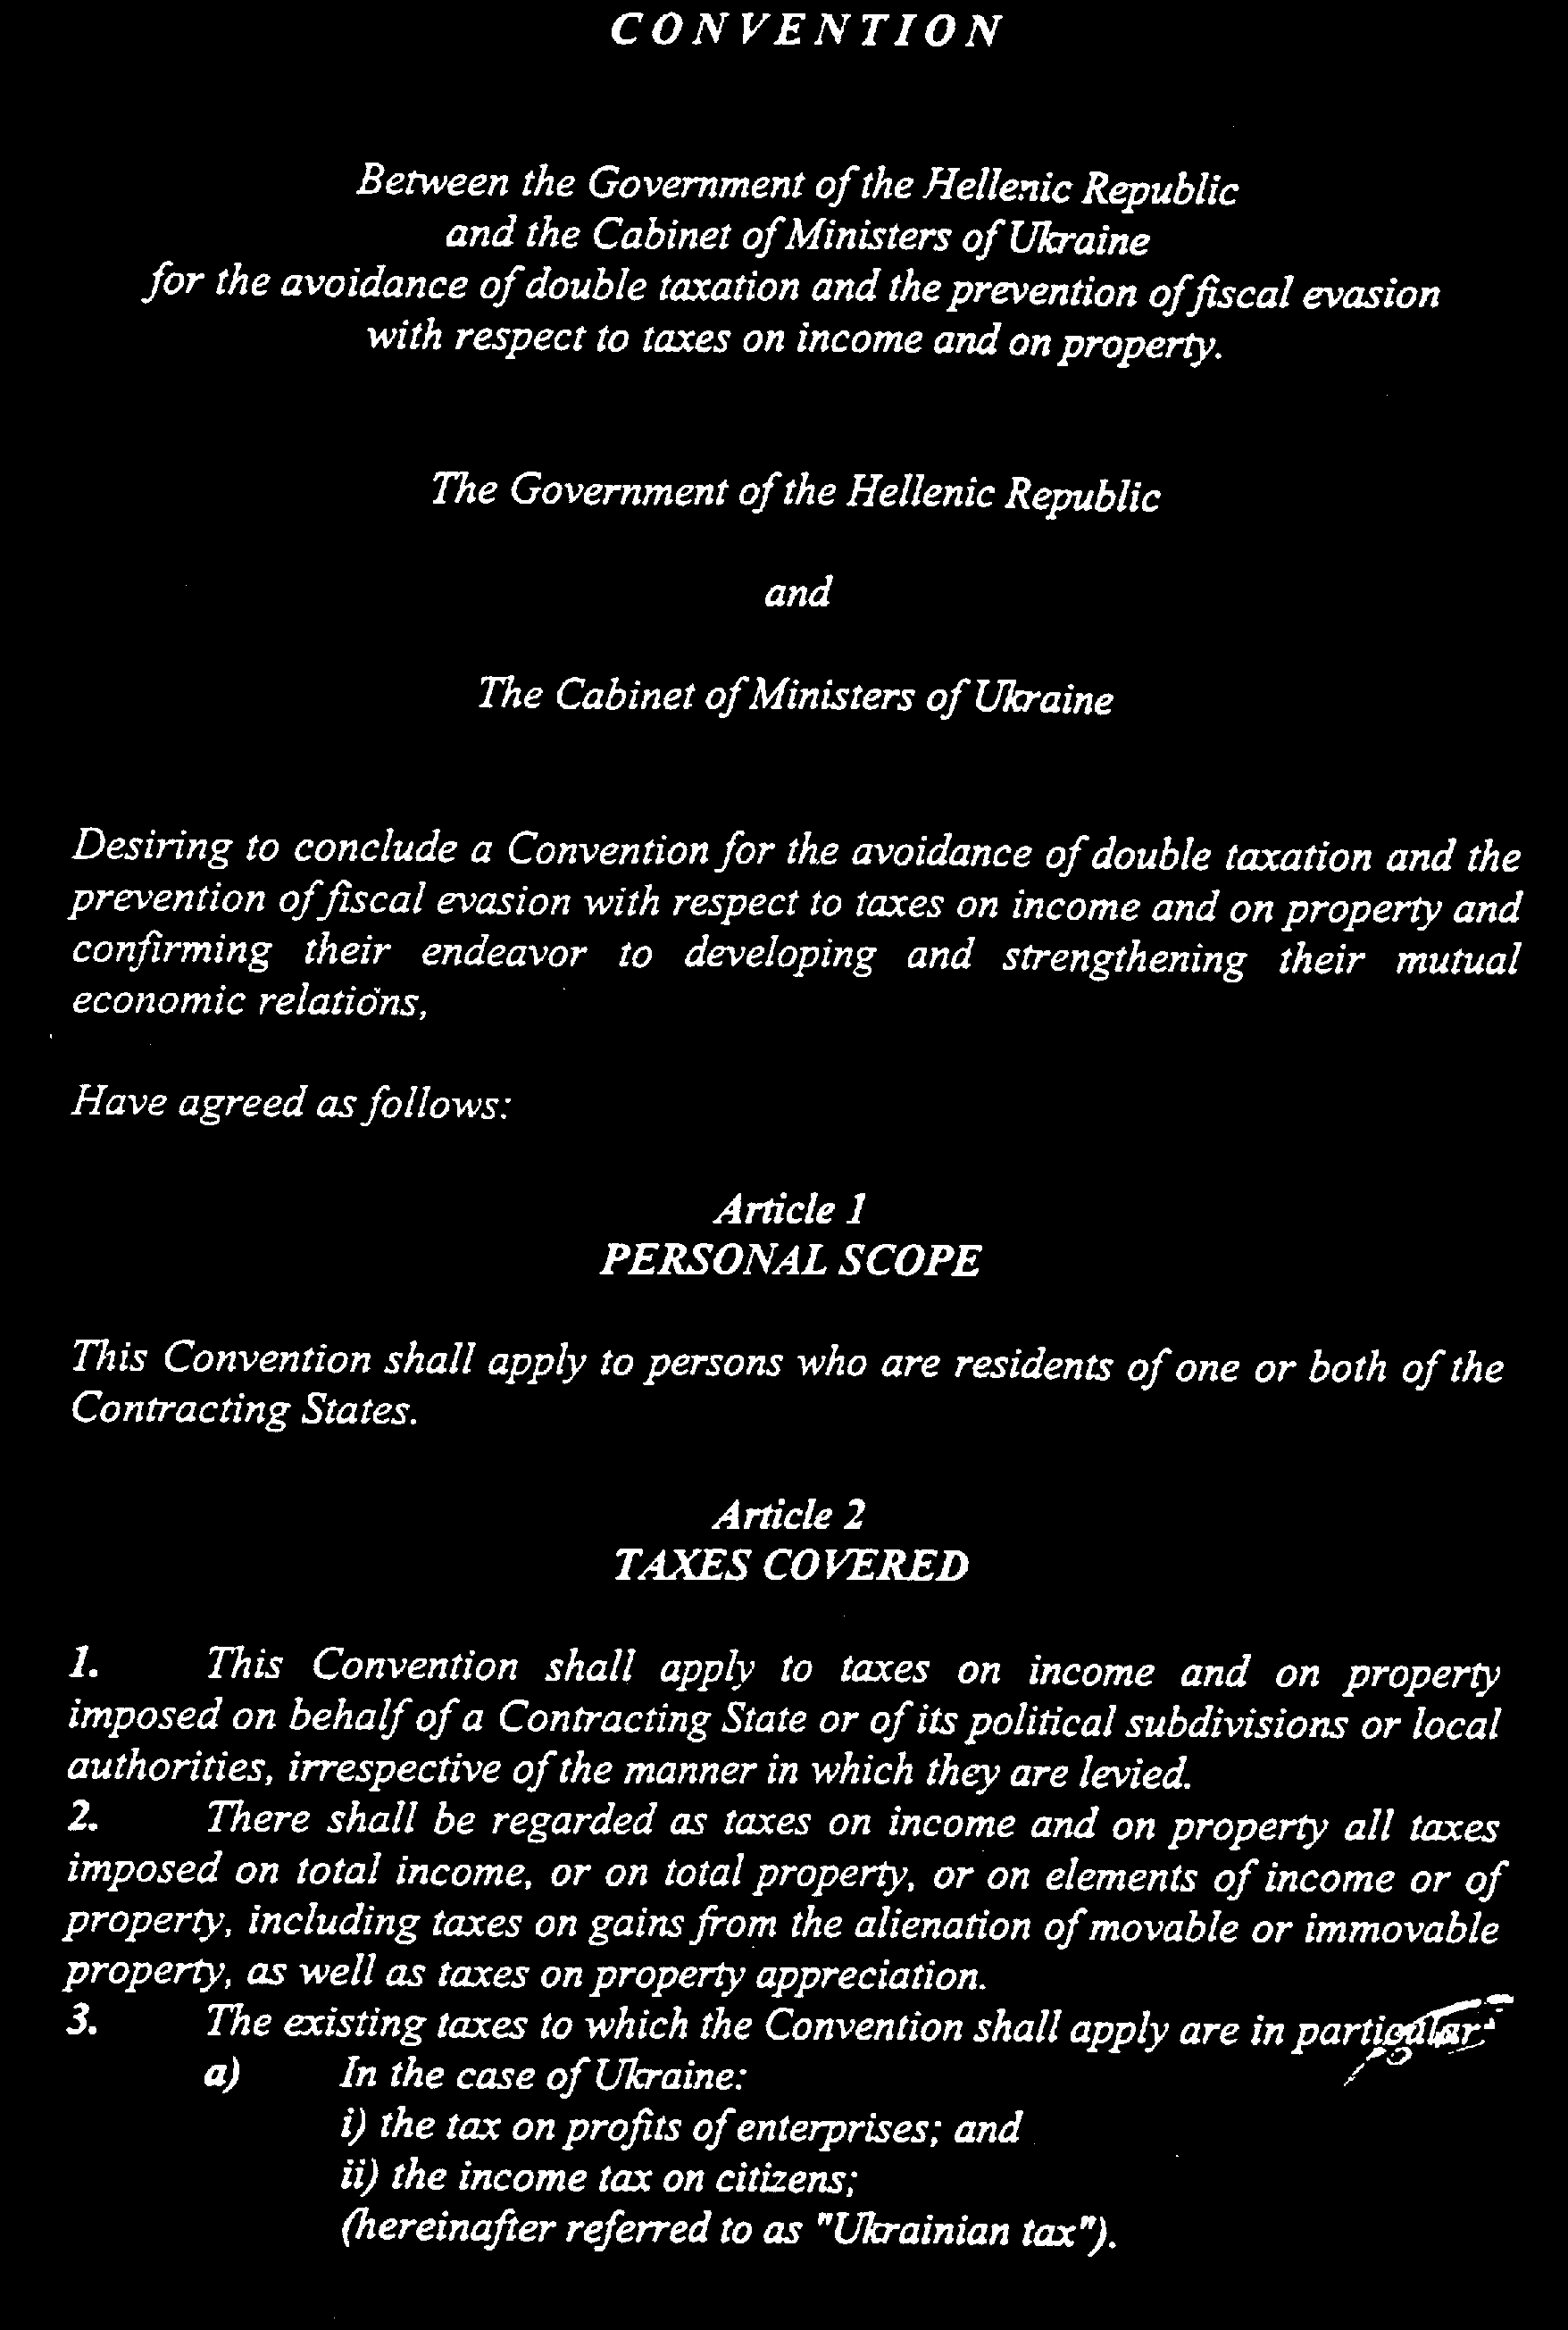 CONVENTION
Between the Government of the Hellenic Republic
and the Cabinet of Ministers of Ukraine
for the avoidance of double taxation and the prevention of fiscal evasion
with respect to taxes on income and on property.
The Government of the Hellenic Republic
and
The Cabinet of Ministers of Ukraine
Desiring to conclude a Convention for the avoidance of double taxation and the
prevention of fiscal evasion with respect to taxes on income and on property and
confirming their endeavor to developing and strengthening their mutual
economic relations,
Have agreed as follows:
Article 1
PERSONAL SCOPE
This Convention shall apply to persons who are residents of one or both of the
Contracting States.
Article 2
TAXES COVERED
1. This Convention shall apply to taxes on income and on property
imposed on behalf of a Contracting State or of its political subdivisions or local
authorities, irrespective of the manner in which they are levied.
2. There shall be regarded as taxes on income and on property all taxes
imposed on total income, or on total property, or on elements of income or of
property, including taxes on gains from the alienation of movable or immovable
property, as well as taxes on property appreciation.
3. The existing taxes to which the Convention shall apply are in particular:
a) In the case of Ukraine:
i) the tax on profits of enterprises; and
ii) the income tax on citizens;
(hereinafter referred to as "Ukrainian tax").